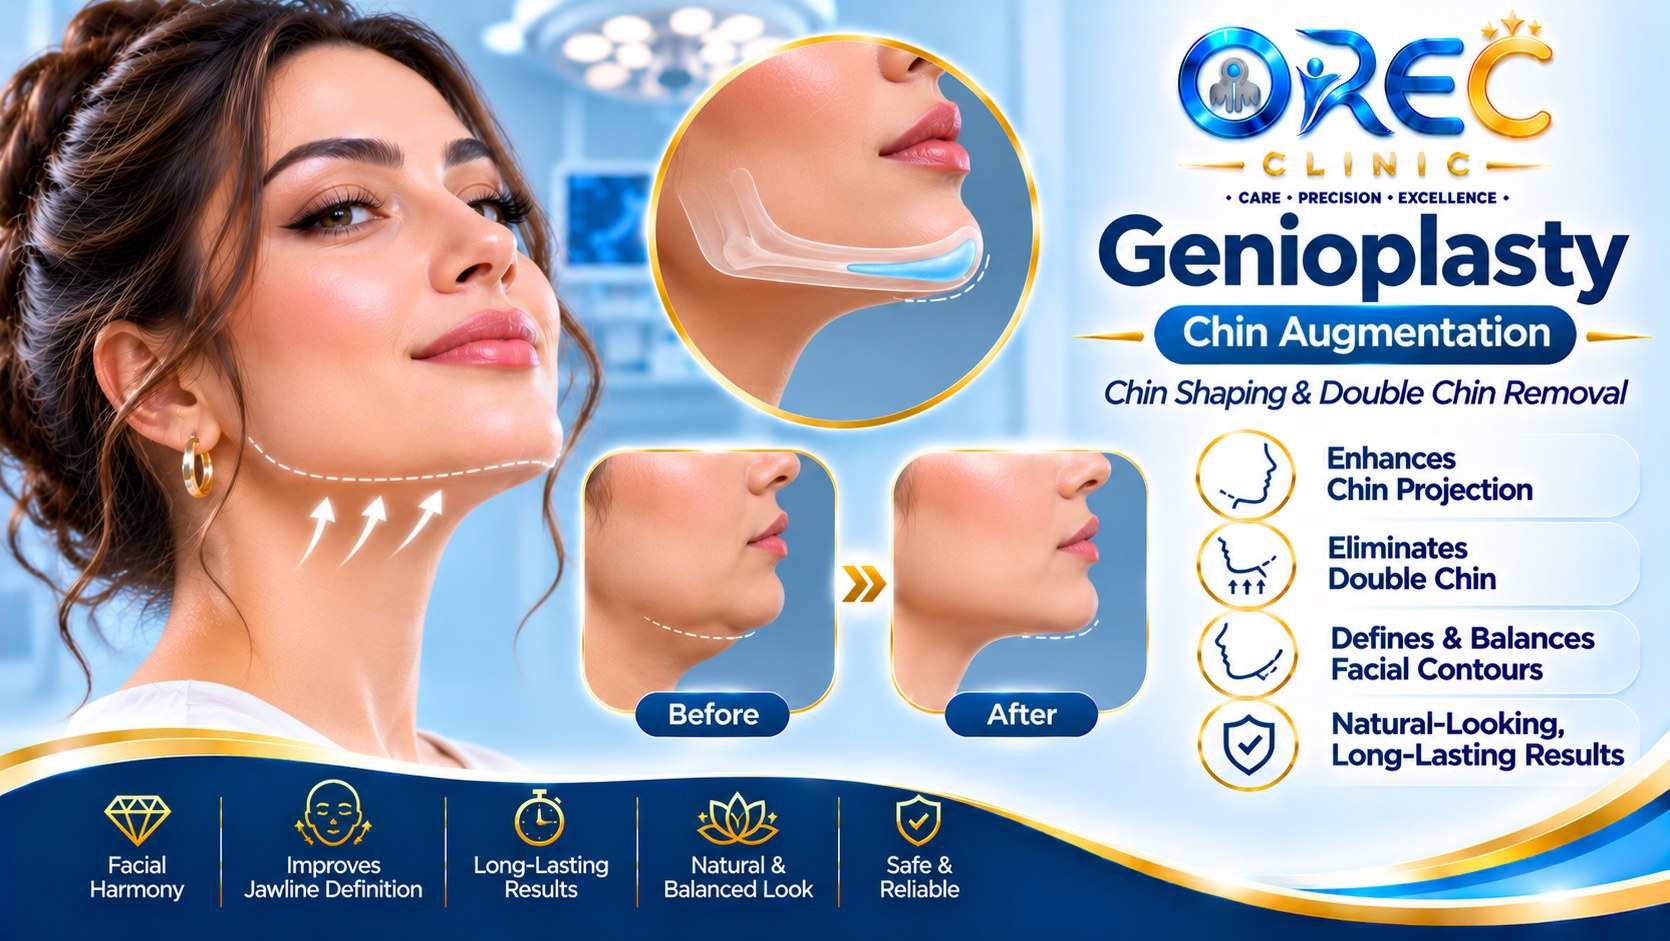 OREC
CLINIC
• CARE • PRECISION • EXCELLENCE •
Genioplasty
Chin Augmentation
Chin Shaping & Double Chin Removal
Enhances
Chin Projection
Eliminates
Double Chin
Defines & Balances
Facial Contours
Natural-Looking,
Long-Lasting Results
Before
After
Facial
Harmony
Improves
Jawline Definition
Long-Lasting
Results
Natural &
Balanced Look
Safe &
Reliable